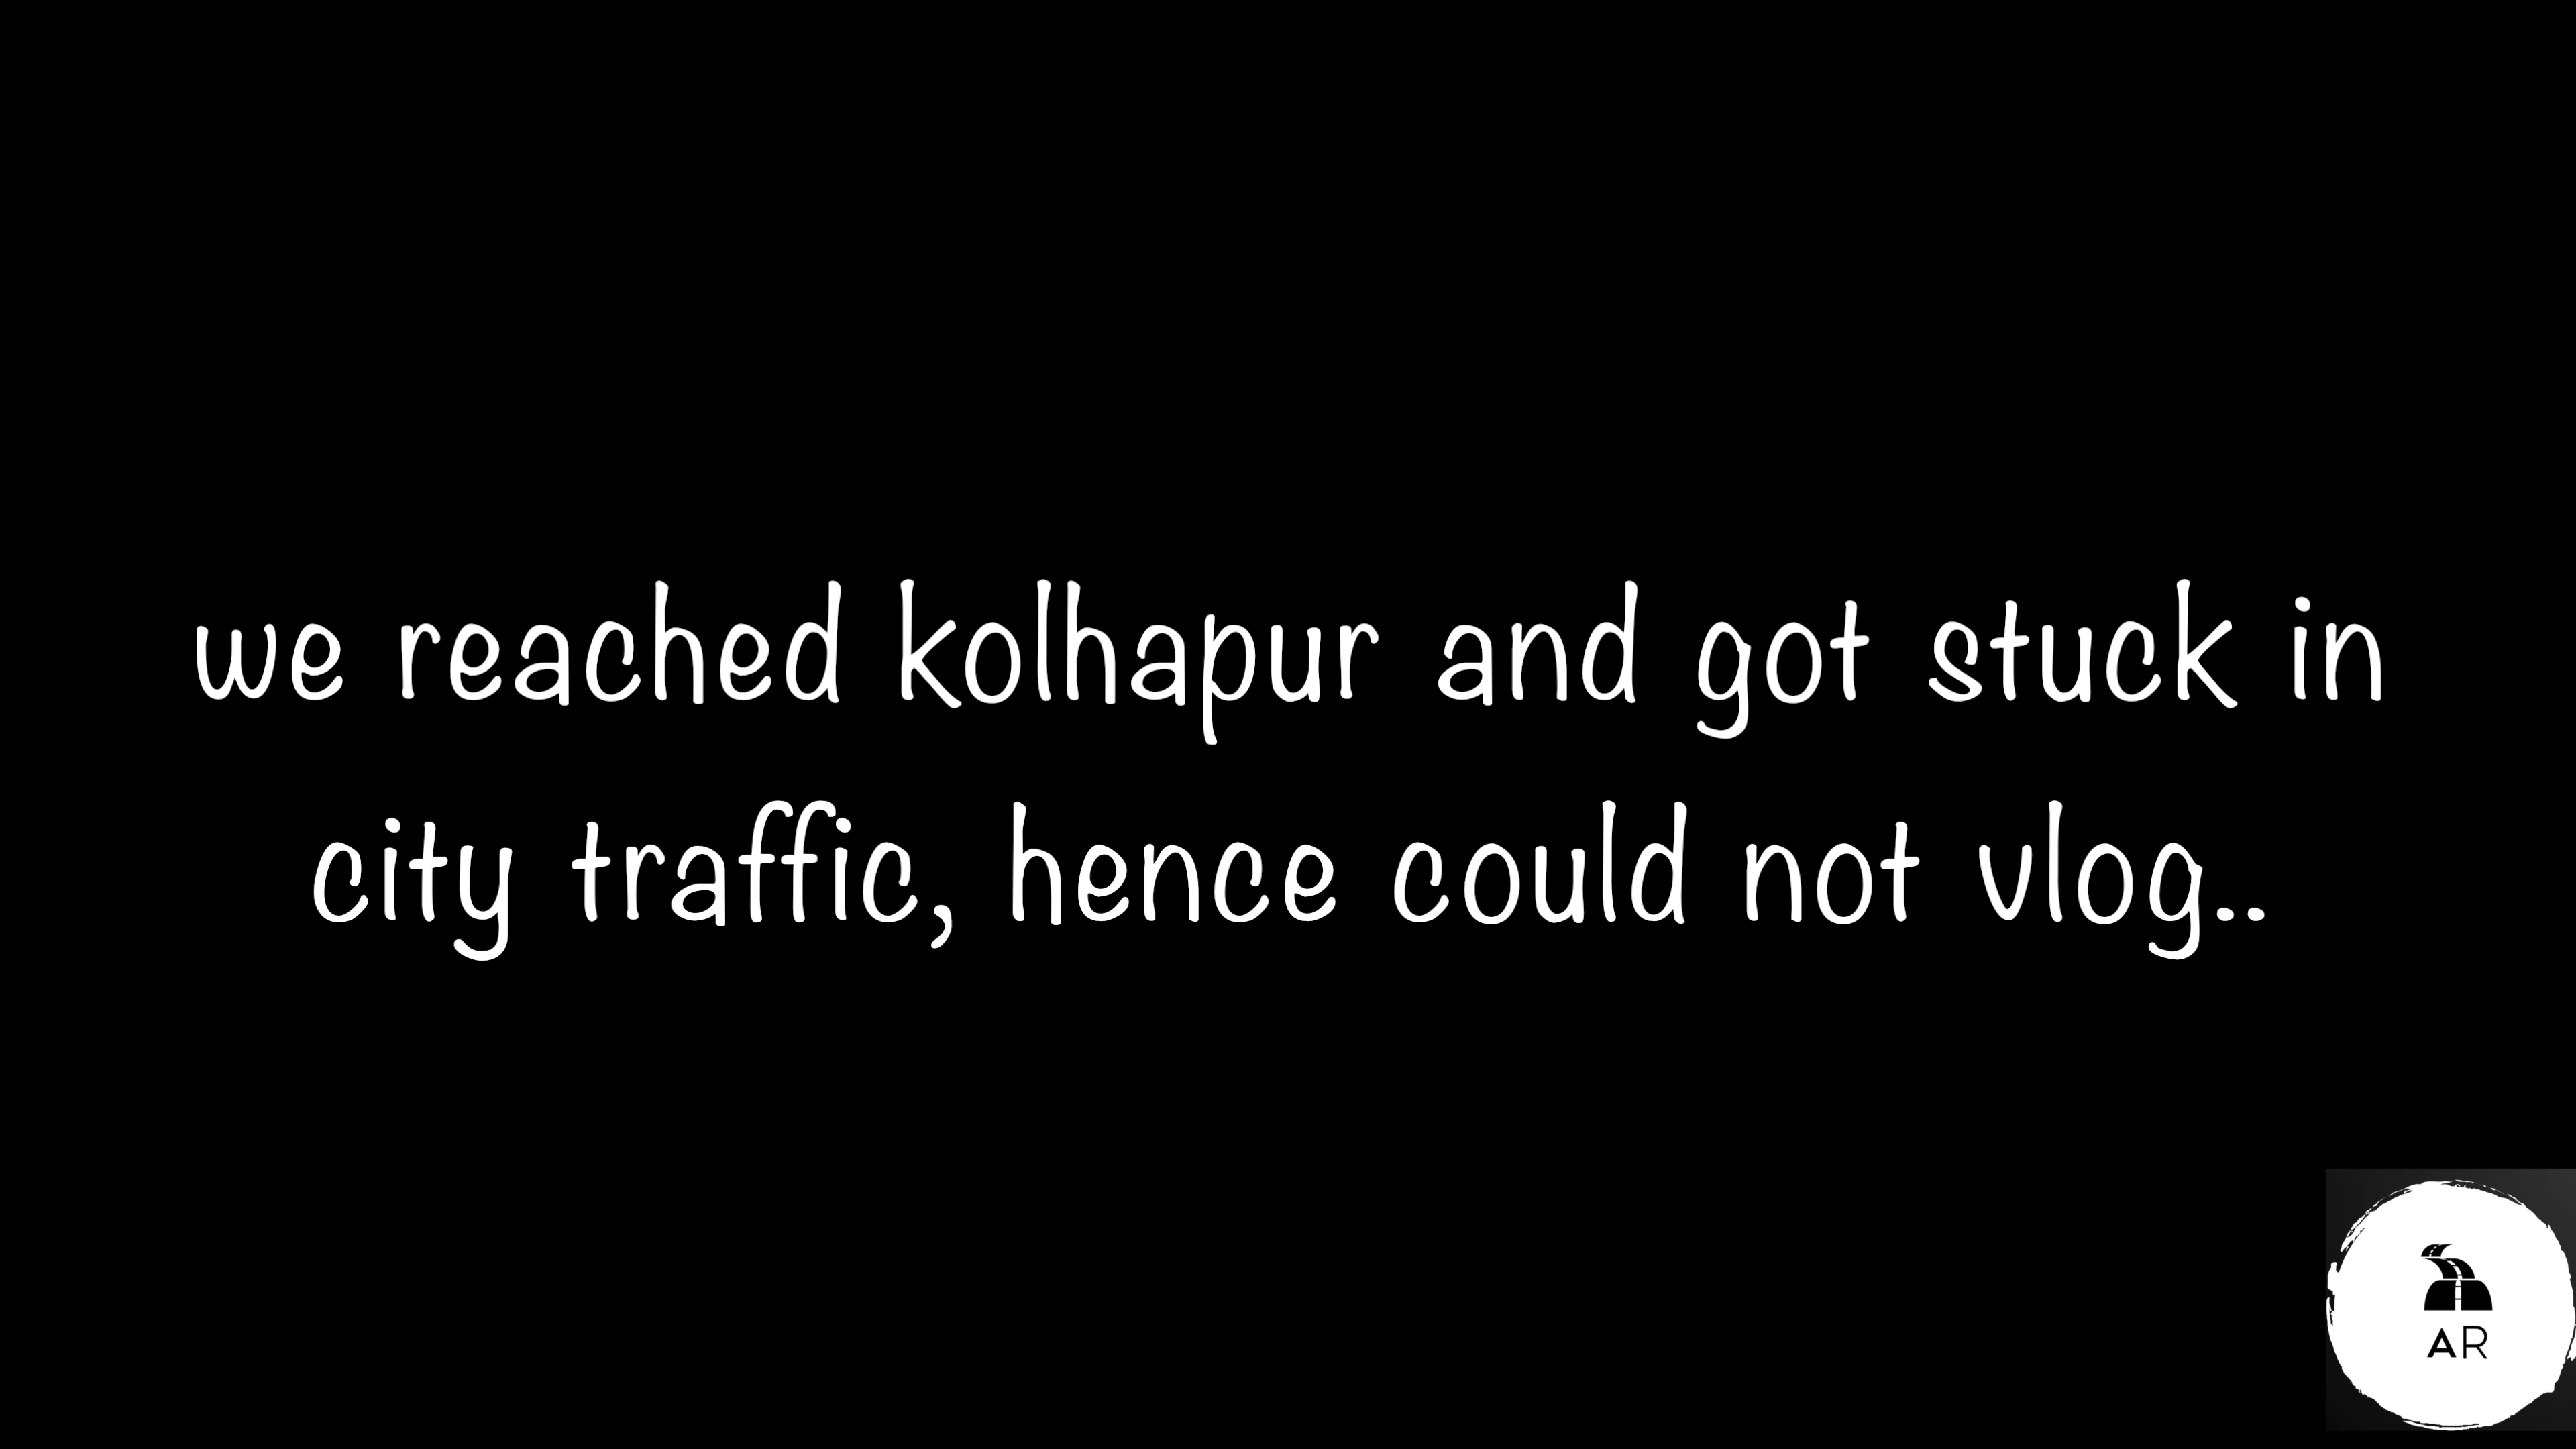 we reached kolhapur and got stuck in
city traffic, hence could not vlog..
AR